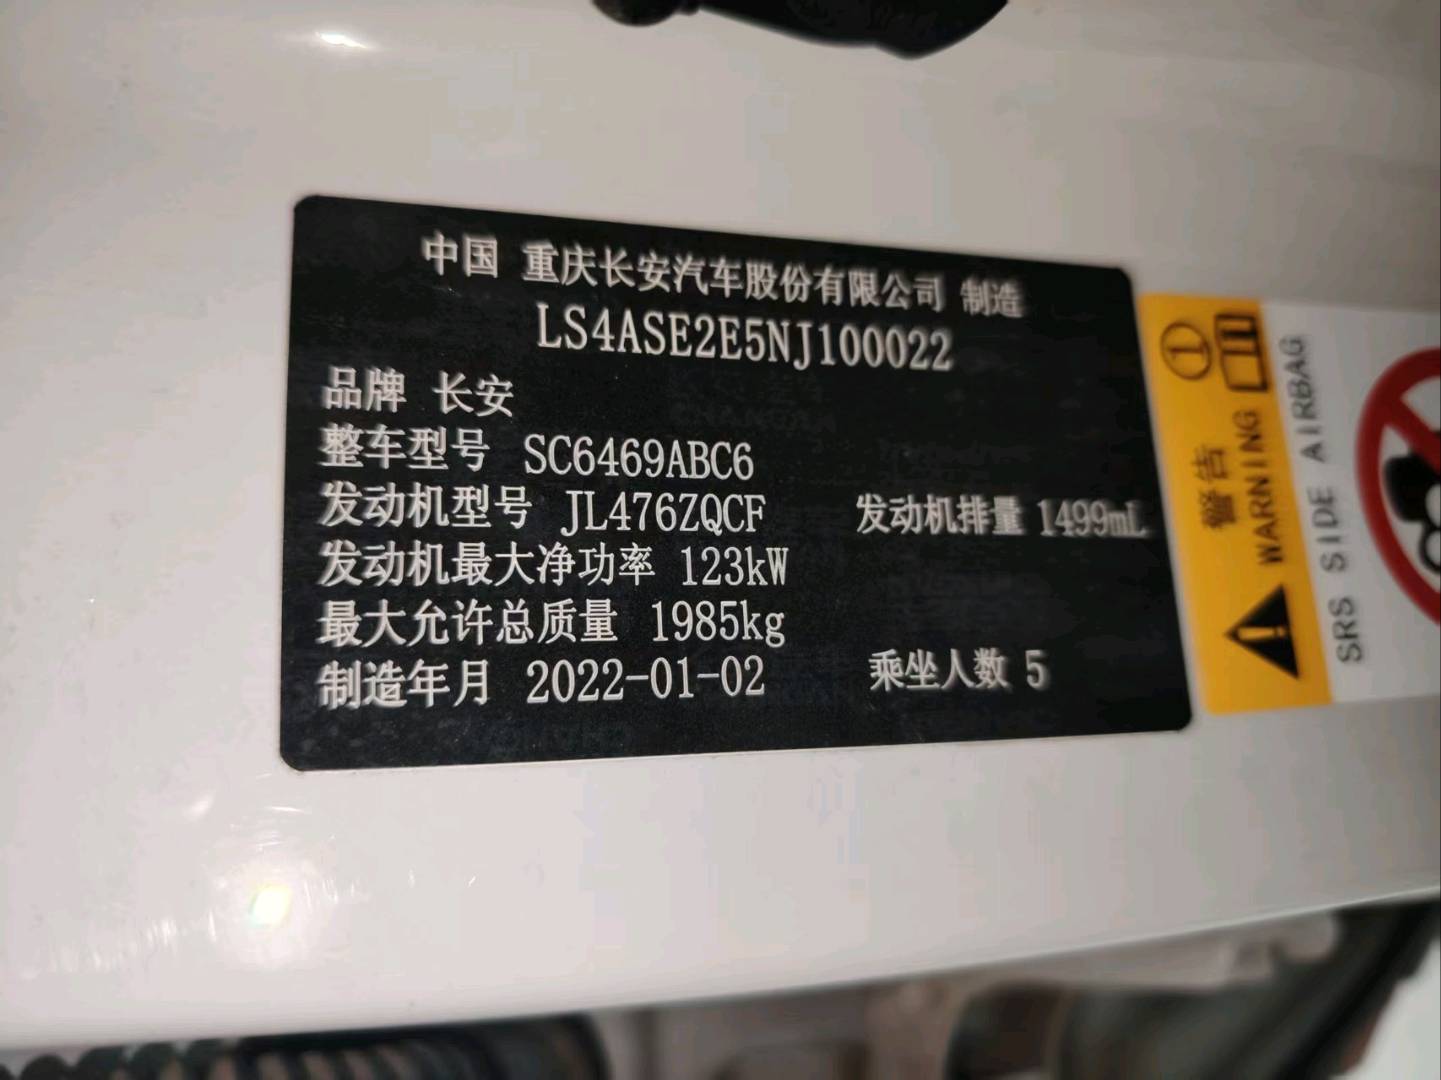 中国 重庆长安汽车股份有限公司 制造
LS4ASE2E5NJ100022
品牌 长安
整车型号 SC6469ABC6
发动机型号 JL476ZQCF 发动机排量 1499mL
发动机最大净功率 123kW
最大允许总质量 1985kg
制造年月 2022-01-02 乘坐人数 5
警告
WARNING
SRS SIDE AIRBAG